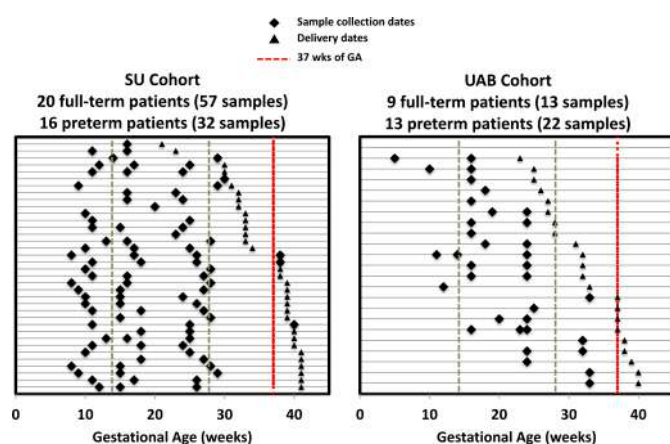 Sample collection dates
Delivery dates
37 wks of GA
SU Cohort
20 full-term patients (57 samples)
16 preterm patients (32 samples)
UAB Cohort
9 full-term patients (13 samples)
13 preterm patients (22 samples)
0 10 20 30 40
Gestational Age (weeks)
0 10 20 30 40
Gestational Age (weeks)